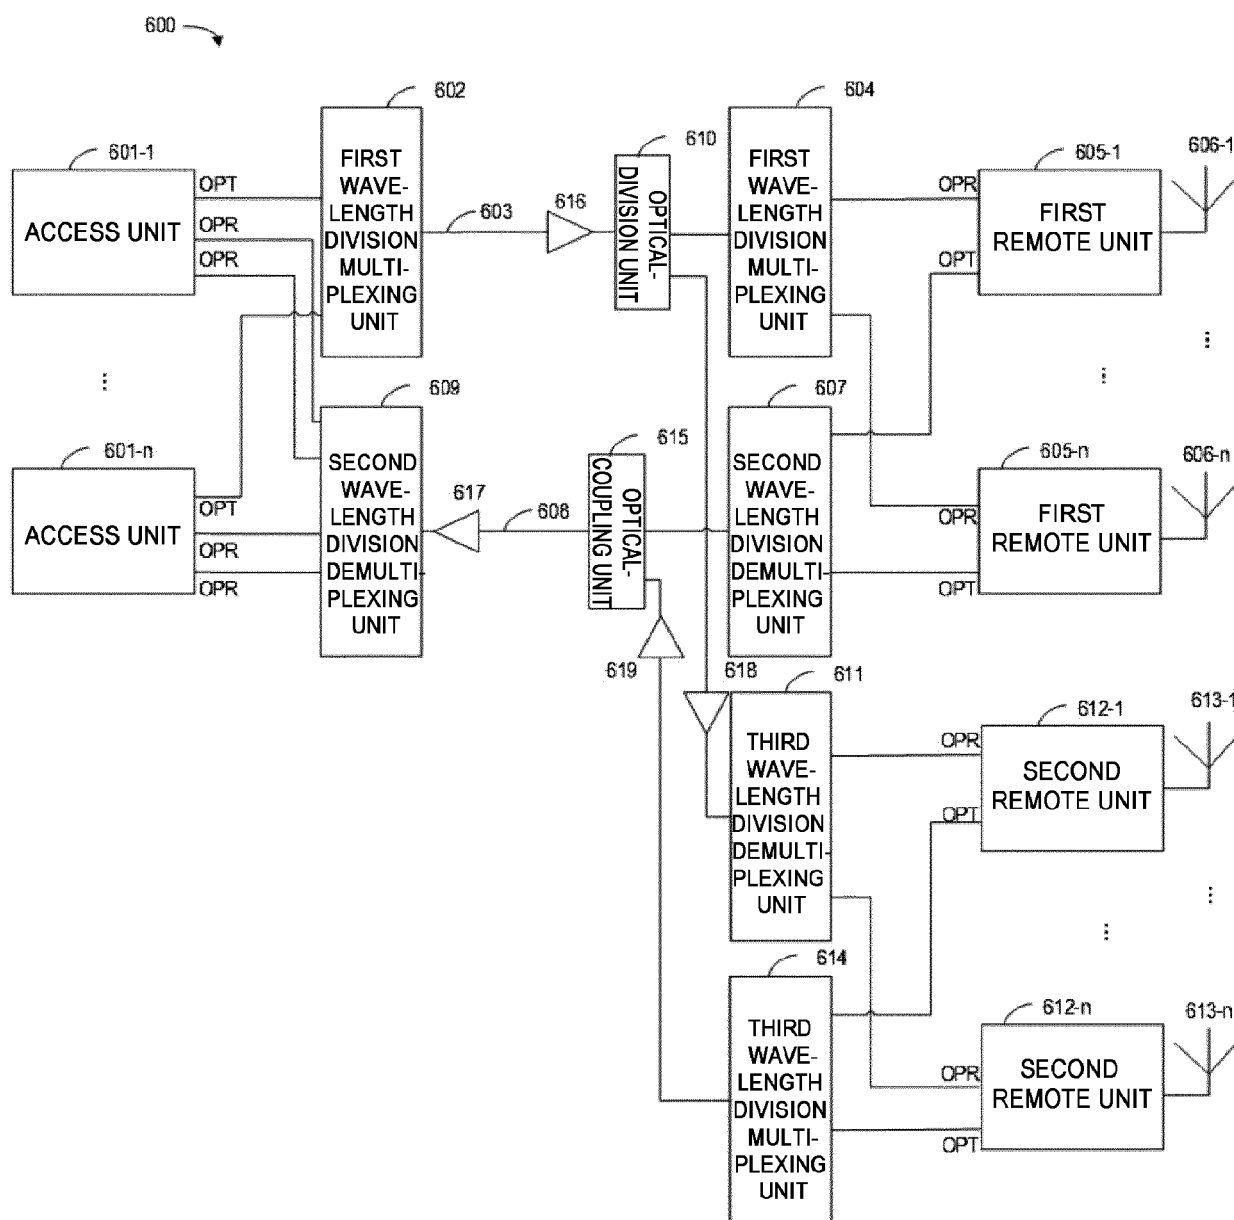 600
602
FIRST
WAVE-
LENGTH
DIVISION
MULTI-
PLEXING
UNIT
604
FIRST
WAVE-
LENGTH
DIVISION
MULTI-
PLEXING
UNIT
610
OPTICAL-
DIVISION UNIT
601-1
ACCESS UNIT
OPT
OPR
OPR
603
616
605-1
FIRST
REMOTE UNIT
OPR
OPT
606-1
...
...
...
609
SECOND
WAVE-
LENGTH
DIVISION
DEMULTI-
PLEXING
UNIT
607
SECOND
WAVE-
LENGTH
DIVISION
DEMULTI-
PLEXING
UNIT
615
OPTICAL-
COUPLING UNIT
601-n
ACCESS UNIT
OPT
OPR
OPR
617
608
605-n
FIRST
REMOTE UNIT
OPR
OPT
606-n
619
618
611
THIRD
WAVE-
LENGTH
DIVISION
DEMULTI-
PLEXING
UNIT
612-1
SECOND
REMOTE UNIT
OPR
OPT
613-1
...
...
614
THIRD
WAVE-
LENGTH
DIVISION
MULTI-
PLEXING
UNIT
612-n
SECOND
REMOTE UNIT
OPR
OPT
613-n